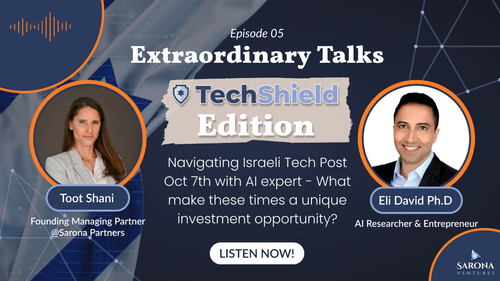 Episode 05
Extraordinary Talks
TechShield
Edition
Navigating Israeli Tech Post
Oct 7th with AI expert - What
make these times a unique
investment opportunity?
LISTEN NOW!
Toot Shani
Founding Managing Partner
@Sarona Partners
Eli David Ph.D
AI Researcher & Entrepreneur
SARONA
VENTURES